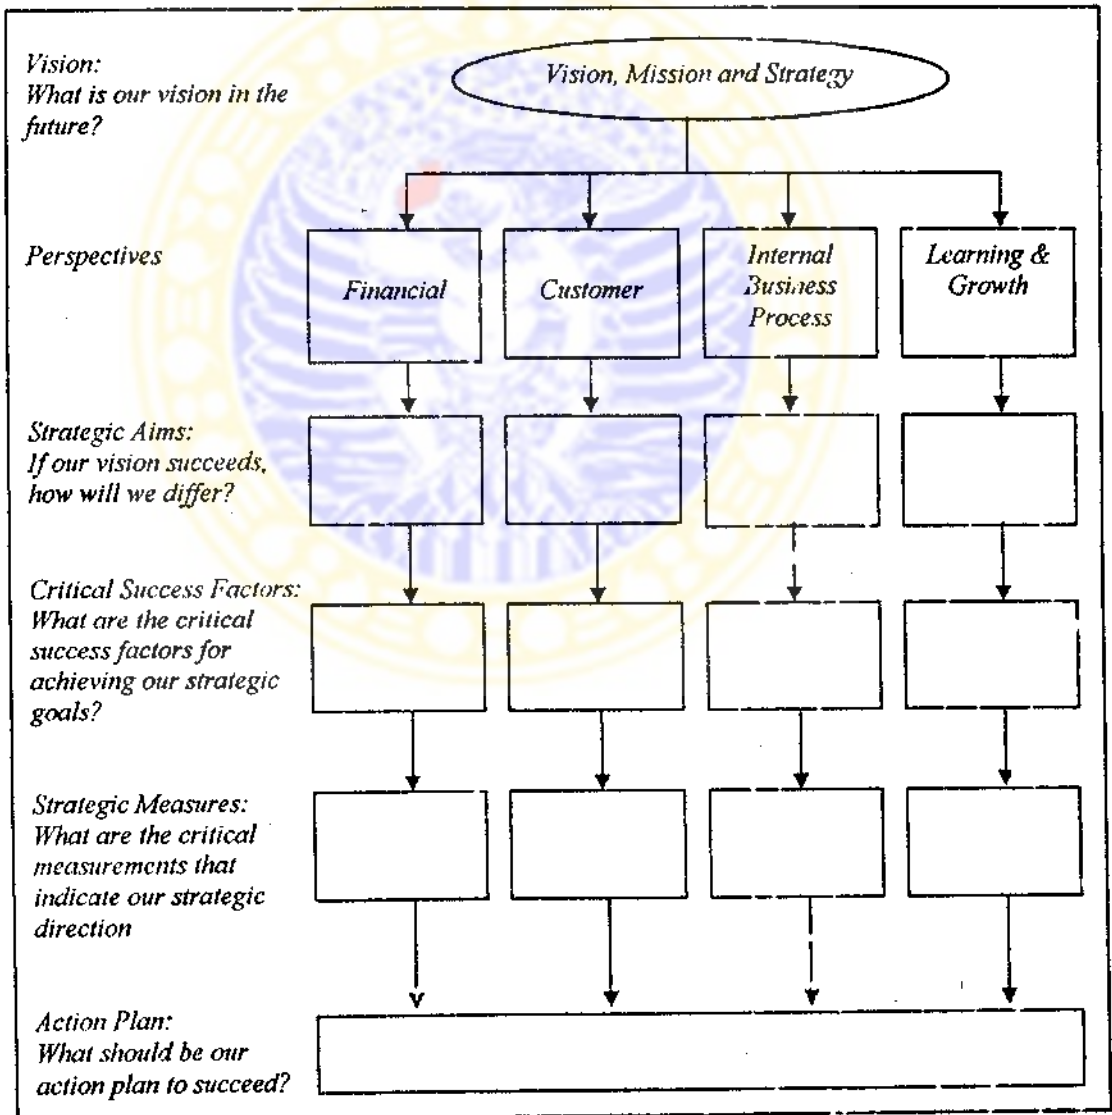 Vision:
What is our vision in the
future?
Vision, Mission and Strategy
Perspectives
Financial
Customer
Internal
Business
Process
Learning &
Growth
Strategic Aims:
If our vision succeeds,
how will we differ?
Critical Success Factors:
What are the critical
success factors for
achieving our strategic
goals?
Strategic Measures:
What are the critical
measurements that
indicate our strategic
direction
Action Plan:
What should be our
action plan to succeed?